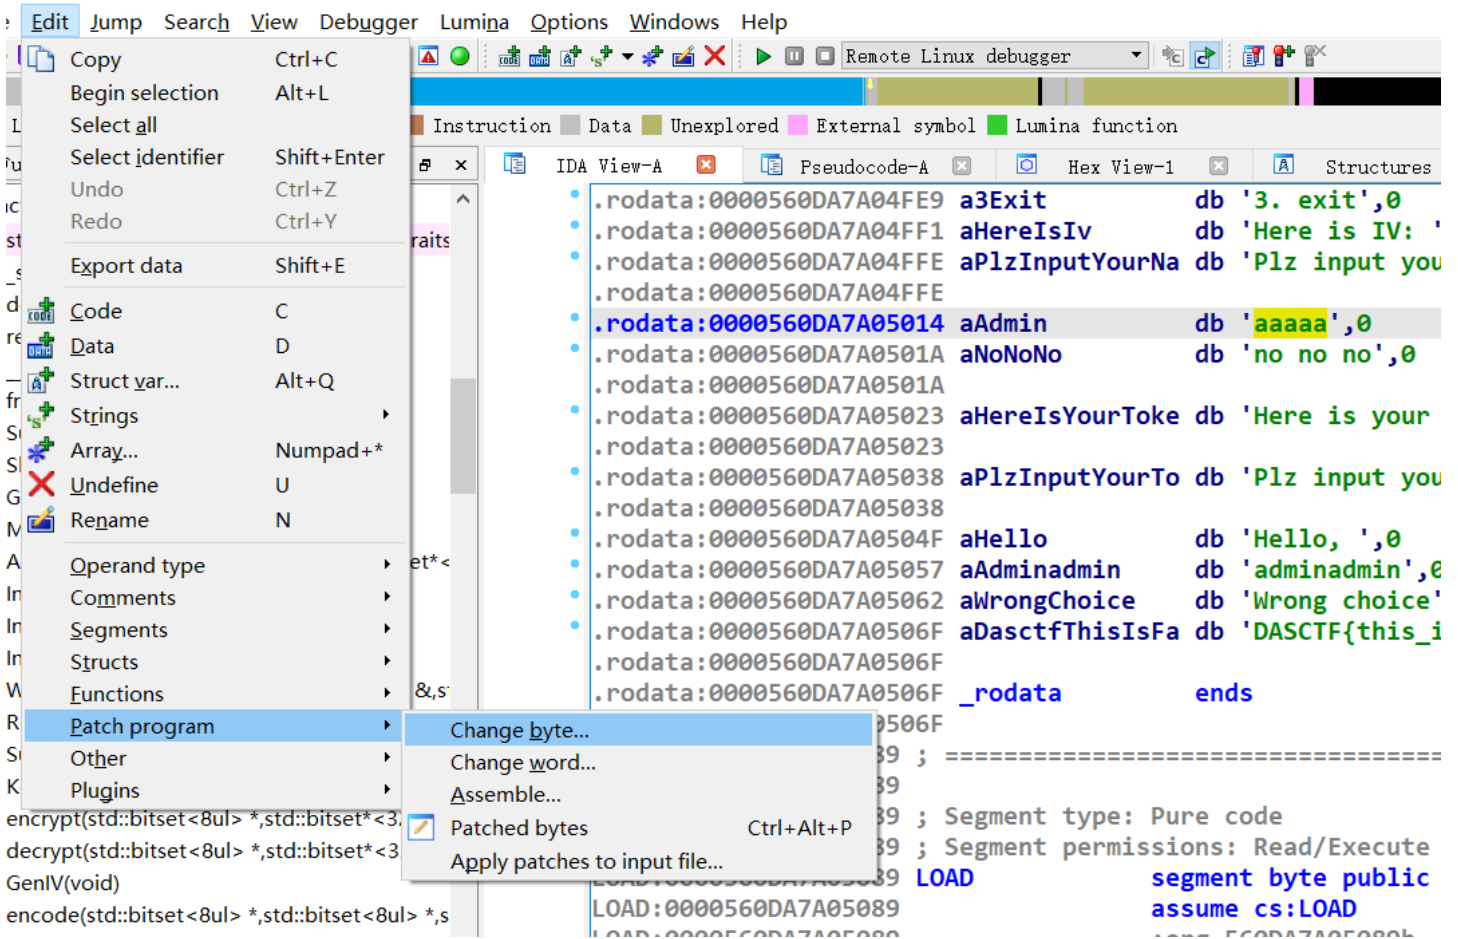 Edit Jump Search View Debugger Lumina Options Windows Help
Remote Linux debugger
Instruction Data Unexplored External symbol Lumina function
IDA View-A Pseudocode-A Hex View-1 Structures
Copy Ctrl+C
Begin selection Alt+L
Select all
Select identifier Shift+Enter
Undo Ctrl+Z
Redo Ctrl+Y
Export data Shift+E
Code C
Data D
Struct var... Alt+Q
Strings
Array... Numpad+*
Undefine U
Rename N
Operand type
Comments
Segments
Structs
Functions
Patch program
Other
Plugins
Change byte...
Change word...
Assemble...
Patched bytes Ctrl+Alt+P
Apply patches to input file...
raits
et*<
encrypt(std::bitset<8ul> *,std::bitset*<3
decrypt(std::bitset<8ul> *,std::bitset*<3
GenIV(void)
encode(std::bitset<8ul> *,std::bitset<8ul> *,s
.rodata:0000560DA7A04FE9 a3Exit db '3. exit',0
.rodata:0000560DA7A04FF1 aHereIsIv db 'Here is IV: '
.rodata:0000560DA7A04FFE aPlzInputYourNa db 'Plz input you
.rodata:0000560DA7A04FFE
.rodata:0000560DA7A05014 aAdmin db 'aaaaa',0
.rodata:0000560DA7A0501A aNoNoNo db 'no no no',0
.rodata:0000560DA7A0501A
.rodata:0000560DA7A05023 aHereIsYourToke db 'Here is your
.rodata:0000560DA7A05023
.rodata:0000560DA7A05038 aPlzInputYourTo db 'Plz input you
.rodata:0000560DA7A05038
.rodata:0000560DA7A0504F aHello db 'Hello, ',0
.rodata:0000560DA7A05057 aAdminadmin db 'adminadmin',0
.rodata:0000560DA7A05062 aWrongChoice db 'Wrong choice'
.rodata:0000560DA7A0506F aDasctfThisIsFa db 'DASCTF{this_i
.rodata:0000560DA7A0506F
.rodata:0000560DA7A0506F _rodata ends
506F
89 ; ==================================
89
89 ; Segment type: Pure code
89 ; Segment permissions: Read/Execute
89 LOAD segment byte public
LOAD:0000560DA7A05089 assume cs:LOAD